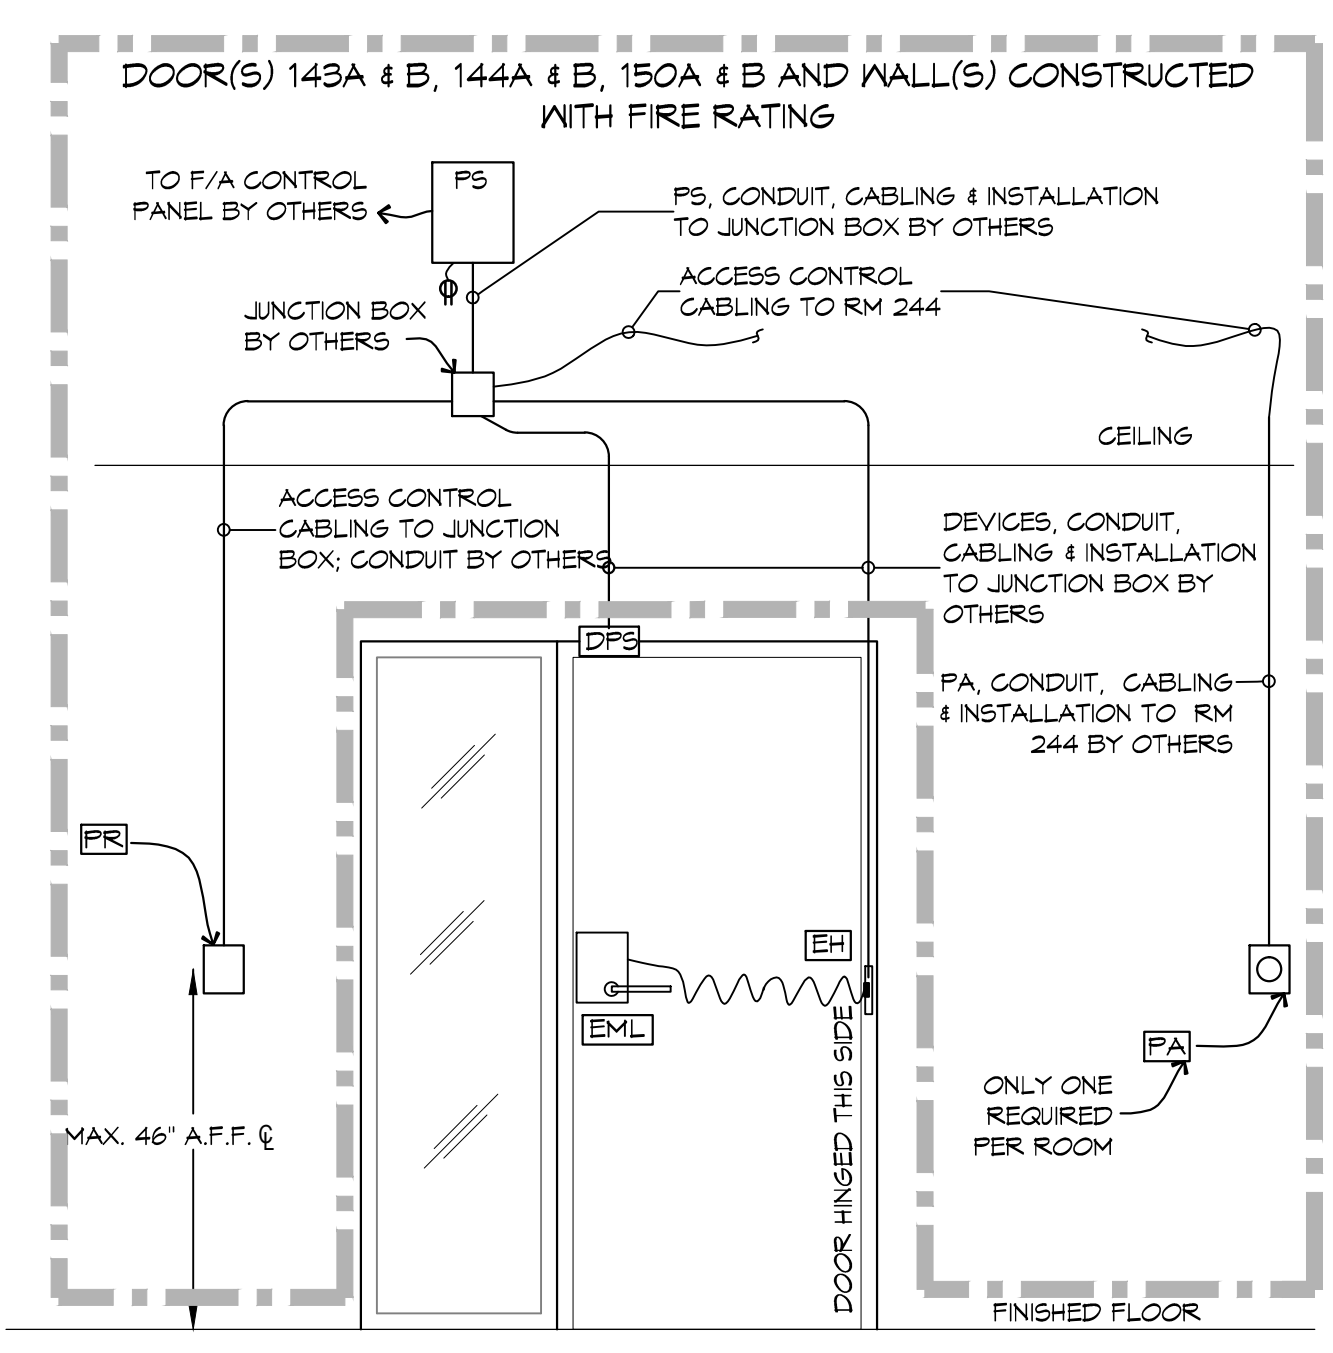 DOOR(S) 143A & B, 144A & B, 150A & B AND WALL(S) CONSTRUCTED
WITH FIRE RATING
TO F/A CONTROL
PANEL BY OTHERS
PS
PS, CONDUIT, CABLING & INSTALLATION
TO JUNCTION BOX BY OTHERS
ACCESS CONTROL
CABLING TO RM 244
JUNCTION BOX
BY OTHERS
CEILING
ACCESS CONTROL
CABLING TO JUNCTION
BOX; CONDUIT BY OTHERS
DEVICES, CONDUIT,
CABLING & INSTALLATION
TO JUNCTION BOX BY
OTHERS
DPS
PA, CONDUIT, CABLING
& INSTALLATION TO RM
244 BY OTHERS
PR
EH
EML
DOOR HINGED THIS SIDE
PA
ONLY ONE
REQUIRED
PER ROOM
MAX. 46" A.F.F. ℄
FINISHED FLOOR